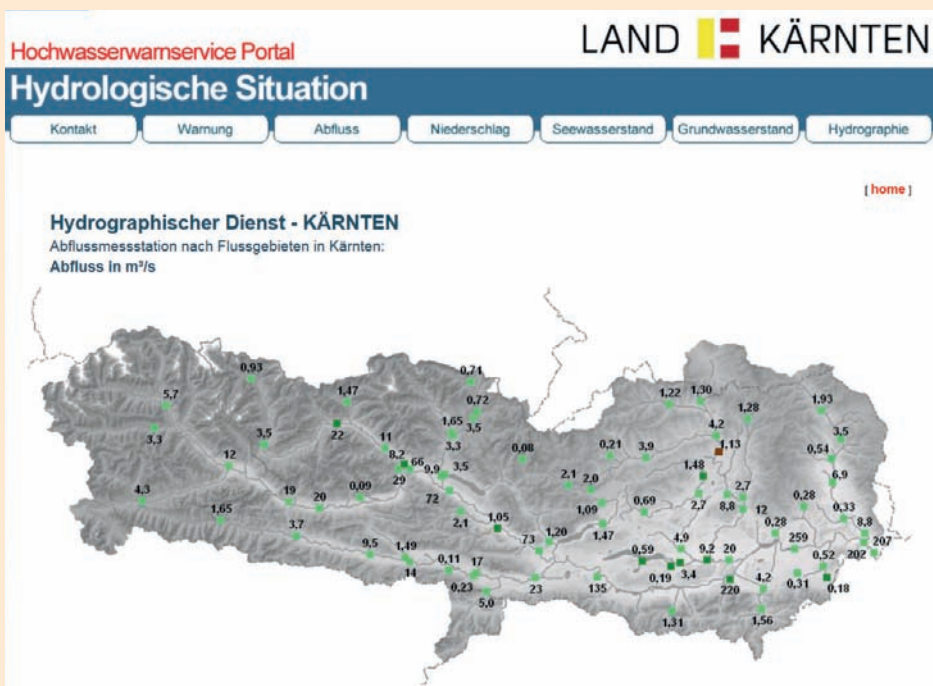 LAND KÄRNTEN
Hochwasserwarnservice Portal
Hydrologische Situation
Kontakt Warnung Abfluss Niederschlag Seewasserstand Grundwasserstand Hydrographie
[ home ]
Hydrographischer Dienst - KÄRNTEN
Abflussmessstation nach Flussgebieten in Kärnten:
Abfluss in m³/s
0,93 0,71
5,7 1,47 0,72 1,22 1,30 1,93
3,5 1,28
3,3 3,5 22 11 1,65 4,2 3,5
3,3 0,21 3,9 1,13 0,54
12 8,2 66 9,9 3,5 0,08
29 2,1 2,0 1,48 6,9
4,3 19 20 0,09 72 2,7 2,7 0,28
1,65 2,1 1,09 0,69 8,8 12 0,33
3,7 1,05 1,47 0,28 8,8
9,5 1,49 73 1,20 4,9 259 207
14 0,11 17 0,59 9,2 20 0,52 202
0,23 23 135 0,19 3,4 220 4,2 0,31 0,18
5,0 1,31 1,56